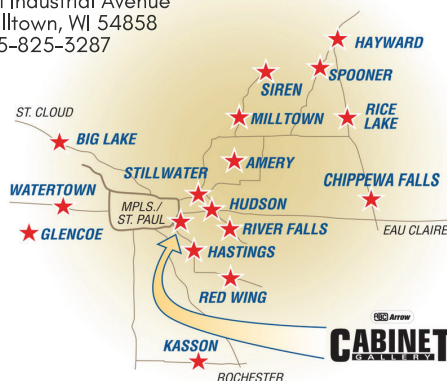 Industrial Avenue
lltown, WI 54858
5-825-3287
HAYWARD
SIREN
SPOONER
ST. CLOUD
MILLTOWN
RICE
LAKE
BIG LAKE
AMERY
STILLWATER
CHIPPEWA FALLS
WATERTOWN
MPLS./
ST. PAUL
HUDSON
GLENCOE
RIVER FALLS
EAU CLAIRE
HASTINGS
RED WING
Arrow
CABINET
GALLERY
KASSON
ROCHESTER